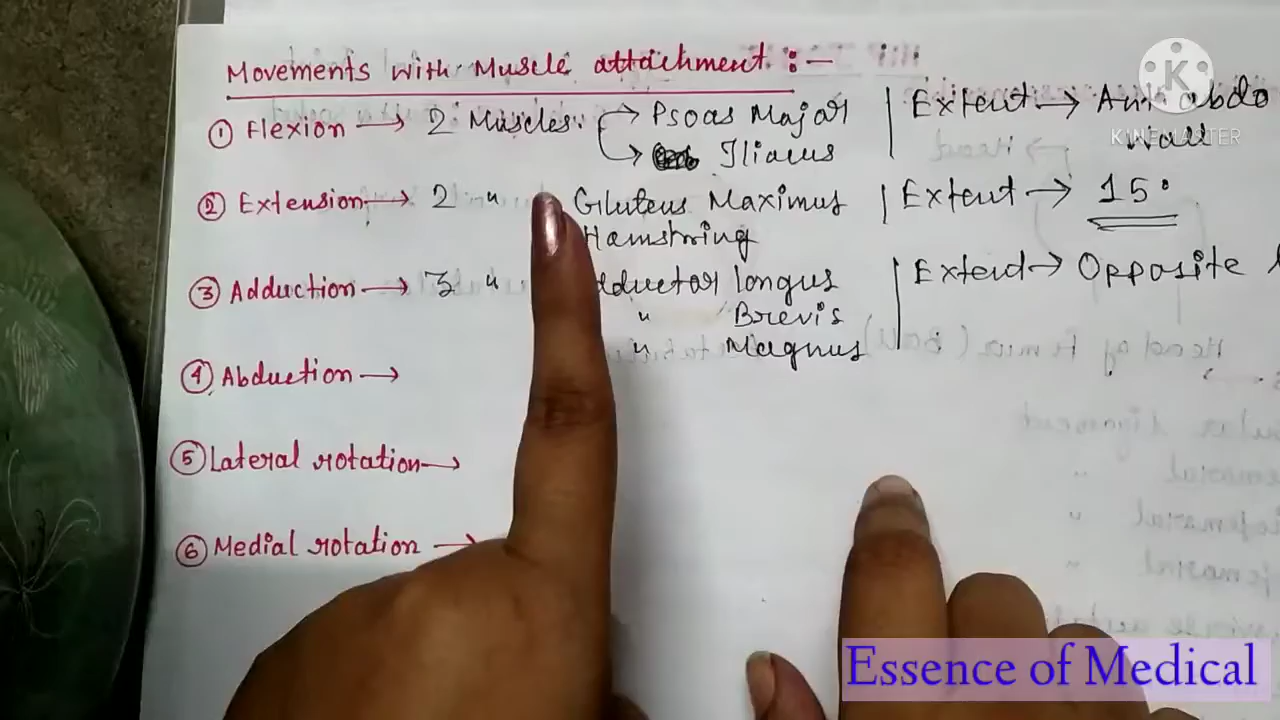 Movements with Muscle attachment :-
① Flexion → 2 Muscles. → Psoas Major | Extent → Ant abdo
→ Iliacus wall
② Extension → 2 " Gluteus Maximus | Extent → 15°
Hamstring
③ Adduction → 3 " dductor longus | Extend → Opposite
" Brevis
" Magnus
④ Abduction →
⑤ Lateral rotation →
⑥ Medial rotation →
K
KINEMASTER
Essence of Medical